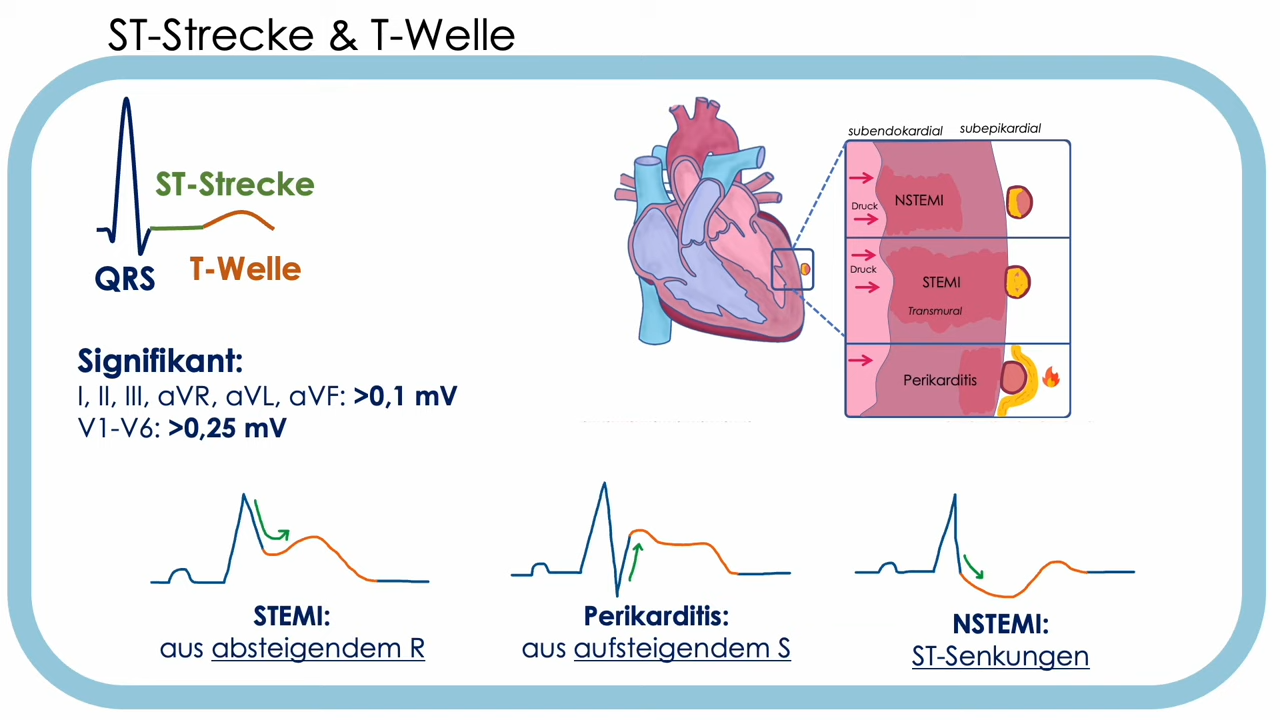 ST-Strecke & T-Welle
ST-Strecke
T-Welle
QRS
subendokardial
subepikardial
Druck
NSTEMI
Druck
STEMI
Transmural
Perikarditis
Signifikant:
I, II, III, aVR, aVL, aVF: >0,1 mV
V1-V6: >0,25 mV
STEMI:
aus absteigendem R
Perikarditis:
aus aufsteigendem S
NSTEMI:
ST-Senkungen